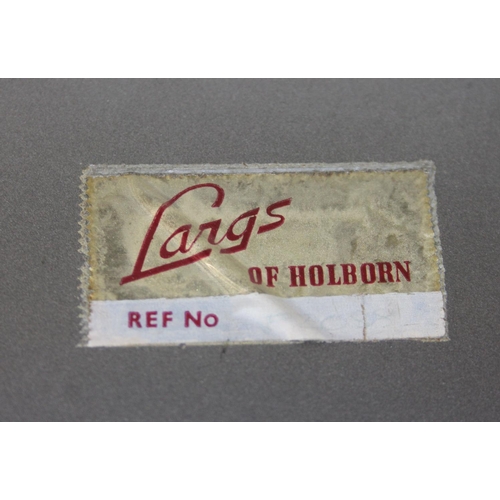 Largs
OF HOLBORN
REF No